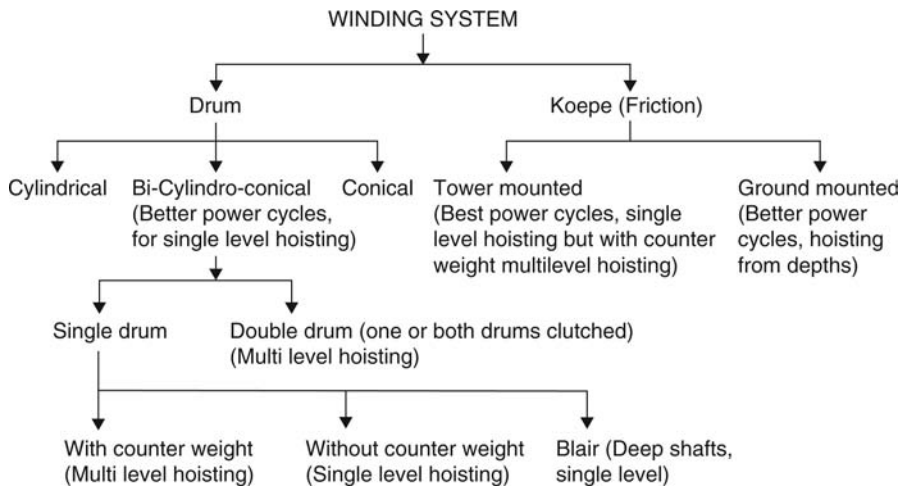 WINDING SYSTEM
Drum
Koepe (Friction)
Cylindrical
Bi-Cylindro-conical
(Better power cycles,
for single level hoisting)
Conical
Tower mounted
(Best power cycles, single
level hoisting but with counter
weight multilevel hoisting)
Ground mounted
(Better power
cycles, hoisting
from depths)
Single drum
Double drum (one or both drums clutched)
(Multi level hoisting)
With counter weight
(Multi level hoisting)
Without counter weight
(Single level hoisting)
Blair (Deep shafts,
single level)